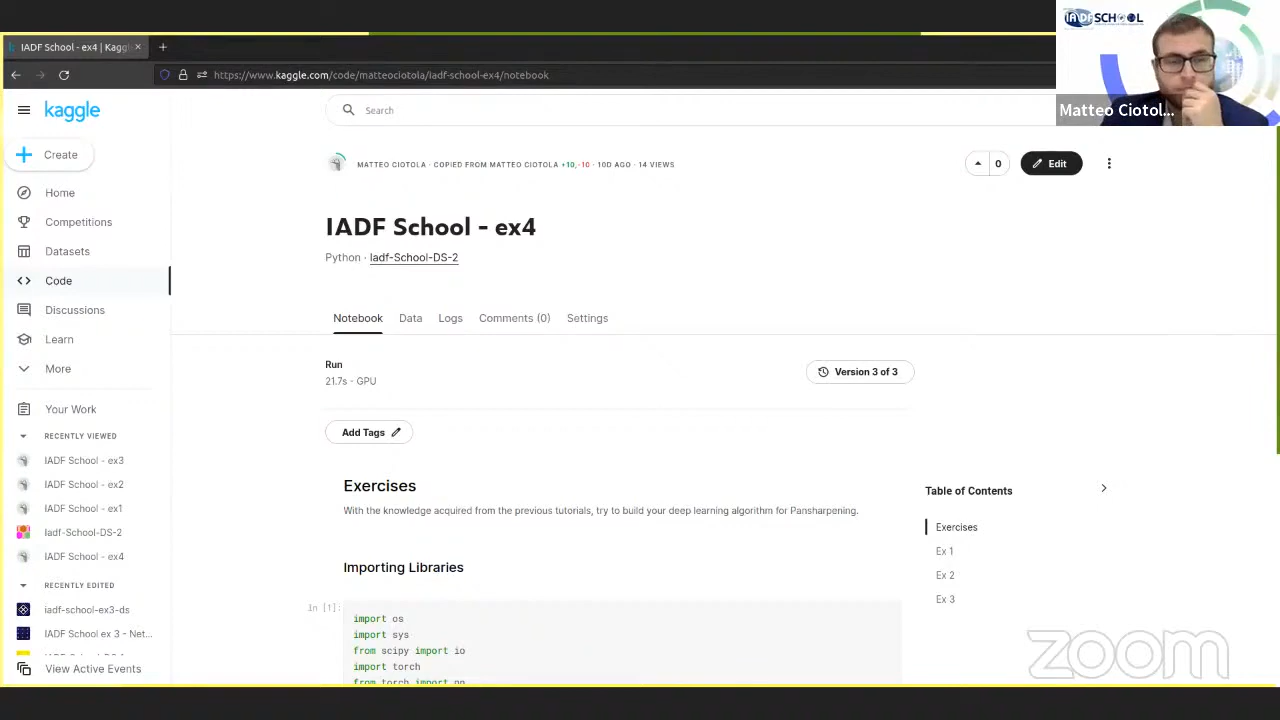 IADF School - ex4 | Kaggl
https://www.kaggle.com/code/matteociotola/iadf-school-ex4/notebook
IADF SCHOOL
Matteo Ciotol...
kaggle
Search
Create
Home
Competitions
Datasets
Code
Discussions
Learn
More
Your Work
RECENTLY VIEWED
IADF School - ex3
IADF School - ex2
IADF School - ex1
Iadf-School-DS-2
IADF School - ex4
RECENTLY EDITED
iadf-school-ex3-ds
IADF School ex 3 - Net...
View Active Events
MATTEO CIOTOLA · COPIED FROM MATTEO CIOTOLA +10,-10 · 10D AGO · 14 VIEWS
0
Edit
IADF School - ex4
Python · Iadf-School-DS-2
Notebook
Data
Logs
Comments (0)
Settings
Run
21.7s - GPU
Version 3 of 3
Add Tags
Exercises
With the knowledge acquired from the previous tutorials, try to build your deep learning algorithm for Pansharpening.
Importing Libraries
In [1]:
import os
import sys
from scipy import io
import torch
from torch import nn
Table of Contents
Exercises
Ex 1
Ex 2
Ex 3
zoom